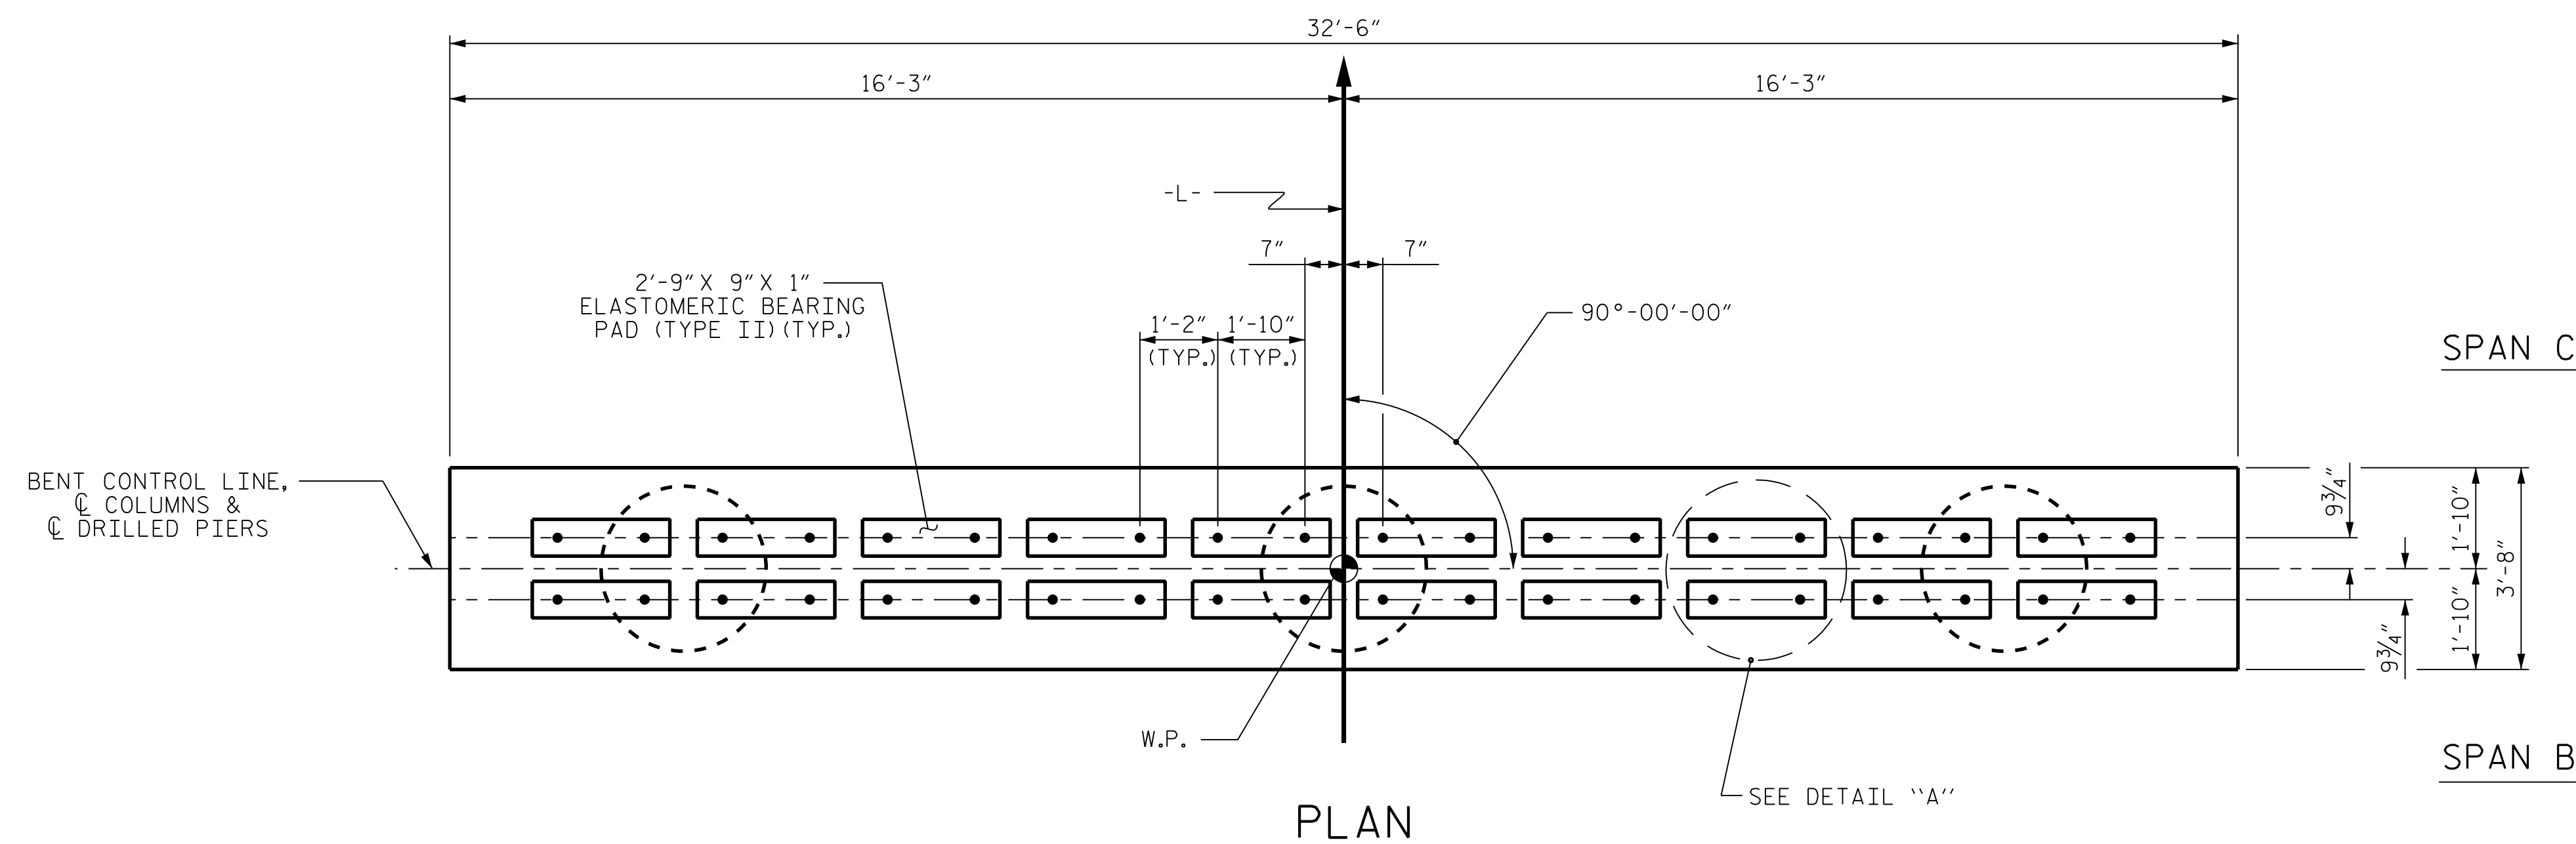 32'-6"
16'-3"
16'-3"
-L-
7"
7"
2'-9" X 9" X 1"
ELASTOMERIC BEARING
PAD (TYPE II)(TYP.)
1'-2"
(TYP.)
1'-10"
(TYP.)
90°-00'-00"
SPAN C
BENT CONTROL LINE,
℄ COLUMNS &
℄ DRILLED PIERS
9¾"
1'-10"
3'-8"
1'-10"
9¾"
W.P.
SEE DETAIL "A"
SPAN B
PLAN